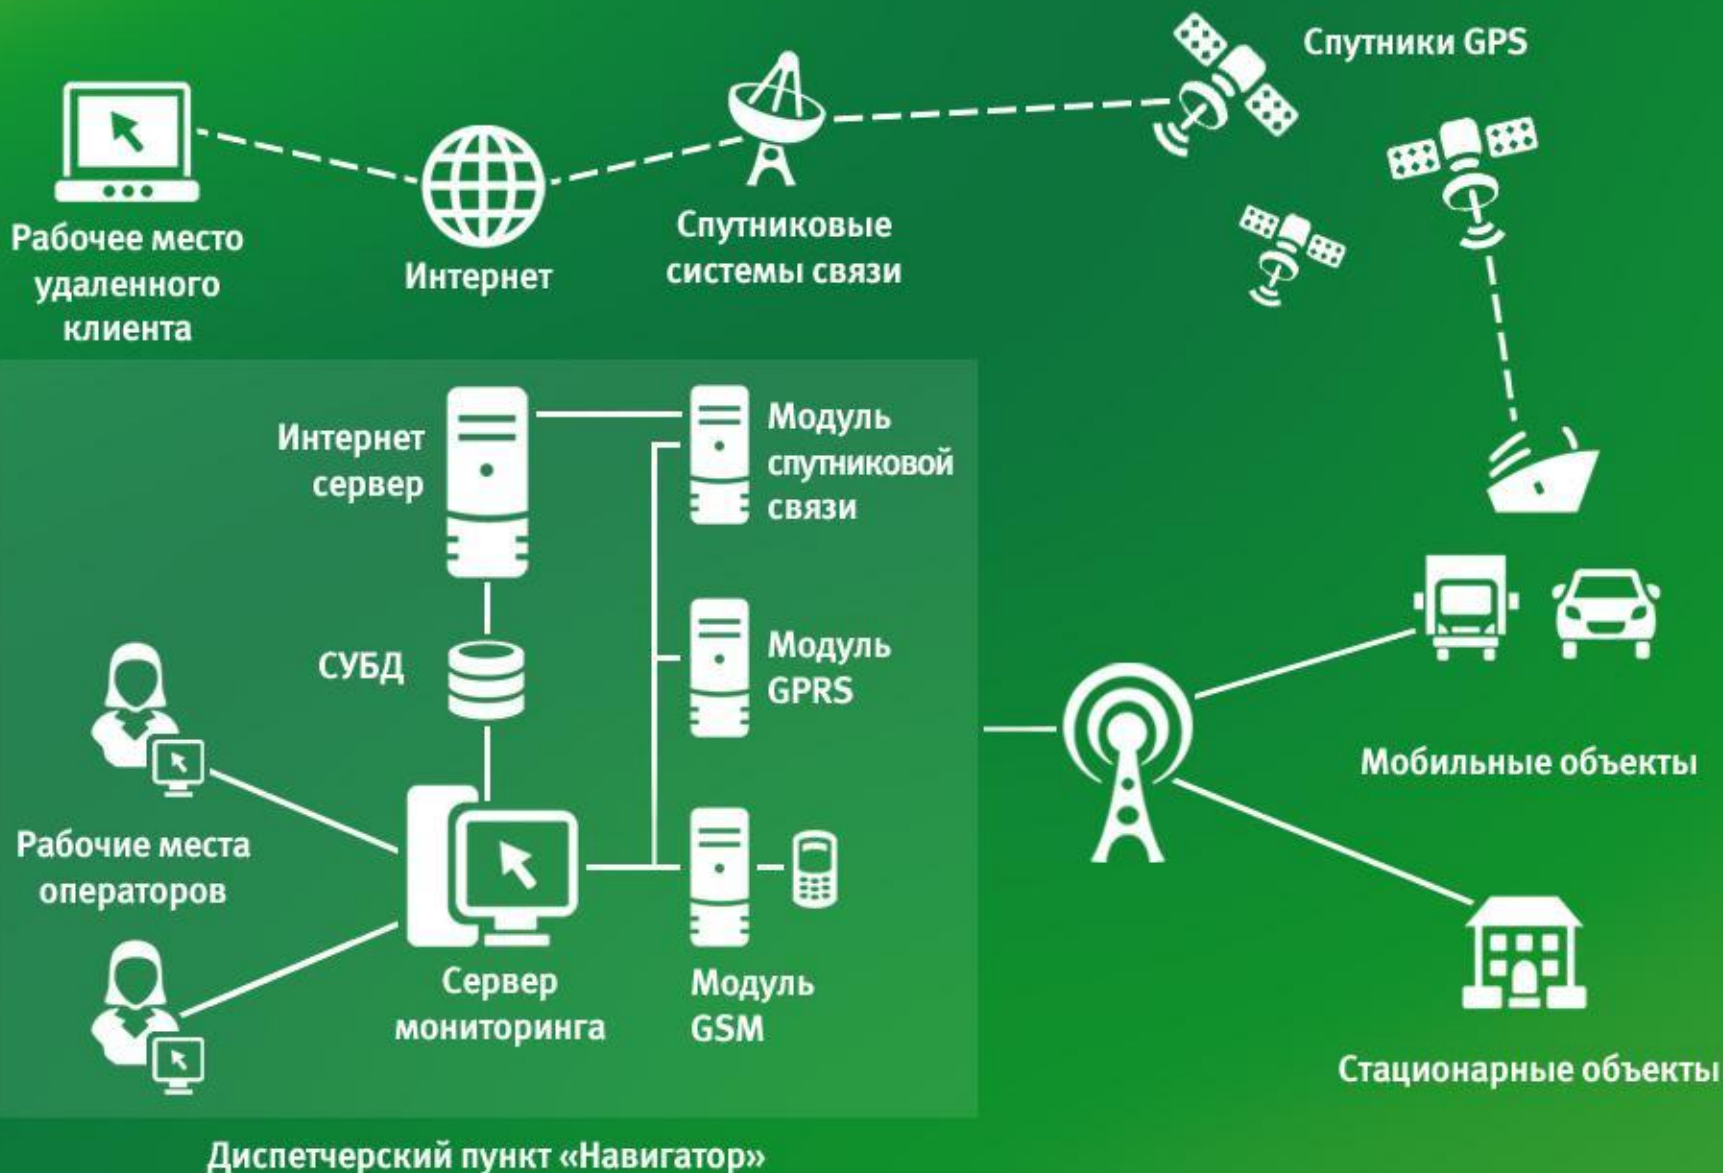 Спутники GPS
Рабочее место
удаленного
клиента
Интернет
Спутниковые
системы связи
Интернет
сервер
Модуль
спутниковой
связи
СУБД
Модуль
GPRS
Мобильные объекты
Рабочие места
операторов
Сервер
мониторинга
Модуль
GSM
Стационарные объекты
Диспетчерский пункт «Навигатор»